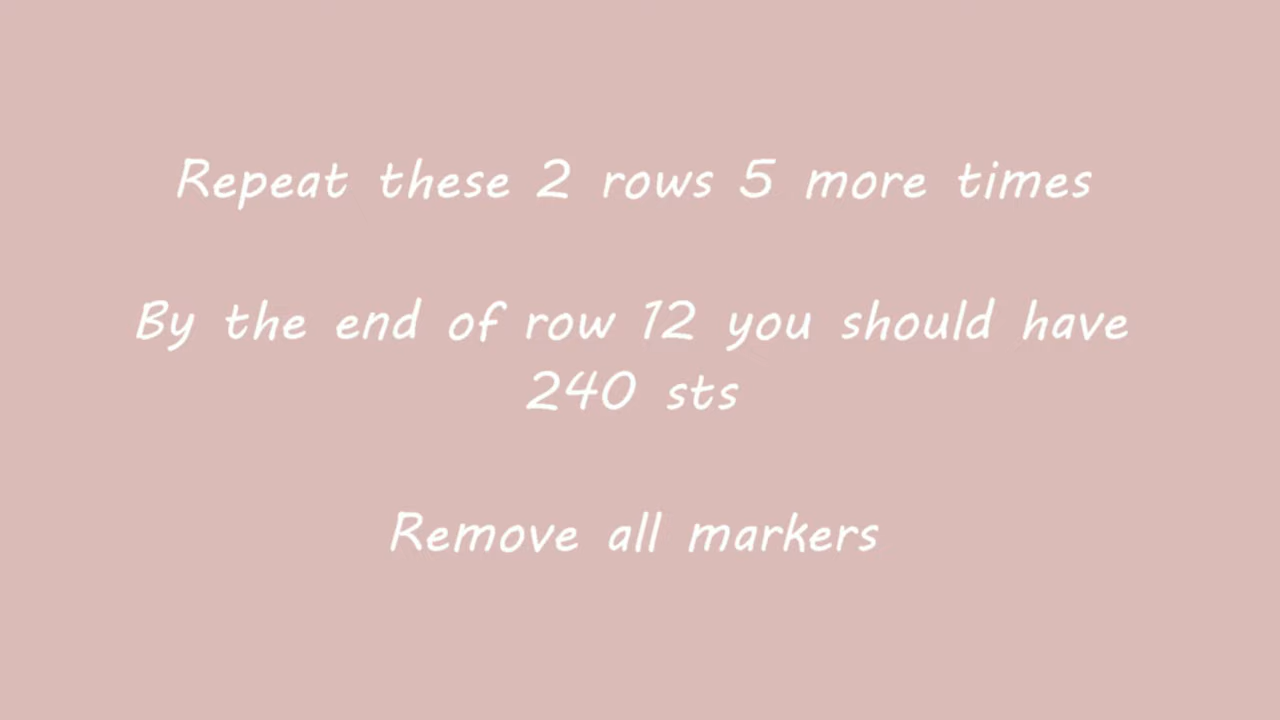 Repeat these 2 rows 5 more times
By the end of row 12 you should have
240 sts
Remove all markers